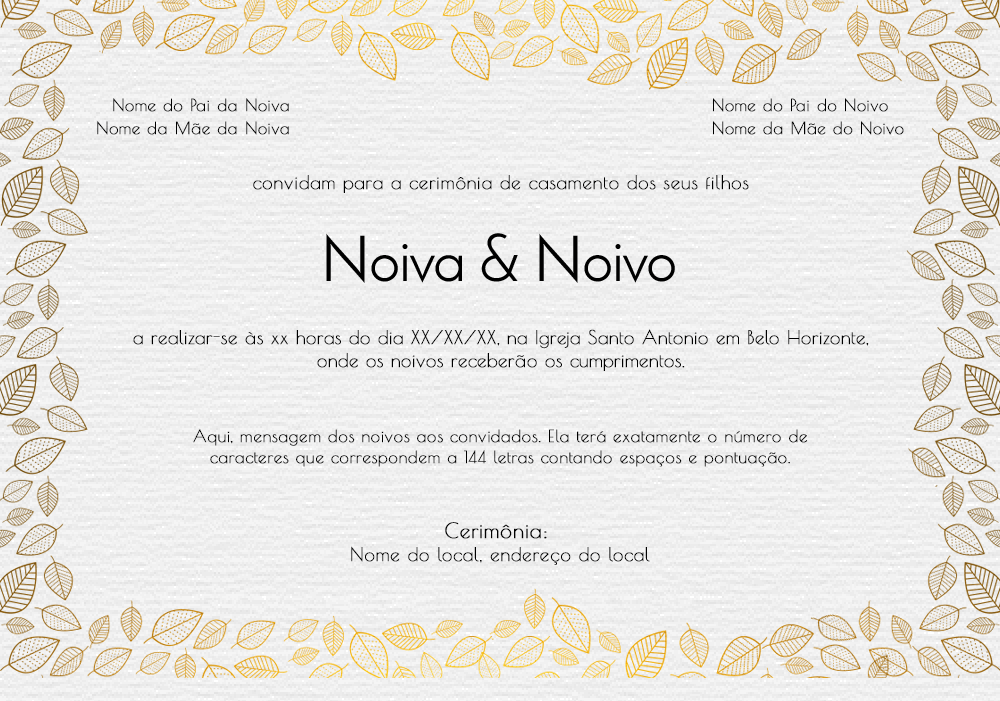 Nome do Pai da Noiva
Nome da Mãe da Noiva
Nome do Pai do Noivo
Nome da Mãe do Noivo
convidam para a cerimônia de casamento dos seus filhos
Noiva & Noivo
a realizar-se às xx horas do dia XX/XX/XX, na Igreja Santo Antonio em Belo Horizonte,
onde os noivos receberão os cumprimentos.
Aqui, mensagem dos noivos aos convidados. Ela terá exatamente o número de
caracteres que correspondem a 144 letras contando espaços e pontuação.
Cerimônia:
Nome do local, endereço do local